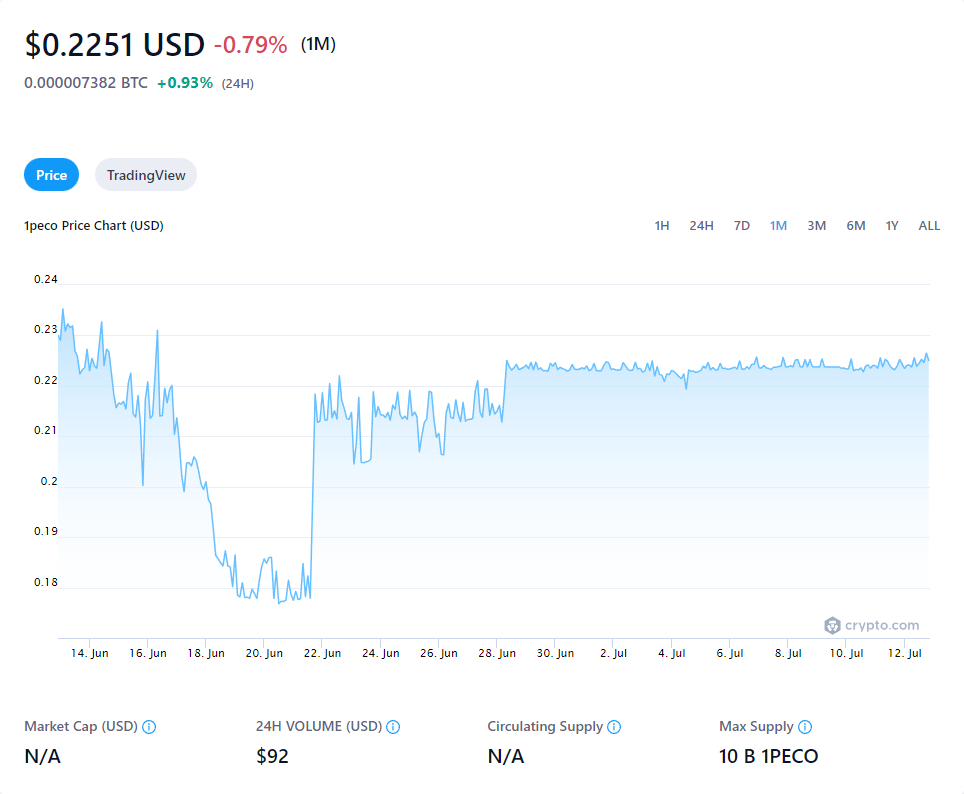 $0.2251 USD -0.79% (1M)
0.000007382 BTC +0.93% (24H)
Price TradingView
1peco Price Chart (USD) 1H 24H 7D 1M 3M 6M 1Y ALL
0.24
0.23
0.22
0.21
0.2
0.19
0.18
crypto.com
14. Jun 16. Jun 18. Jun 20. Jun 22. Jun 24. Jun 26. Jun 28. Jun 30. Jun 2. Jul 4. Jul 6. Jul 8. Jul 10. Jul 12. Jul
Market Cap (USD) 24H VOLUME (USD) Circulating Supply Max Supply
N/A $92 N/A 10 B 1PECO